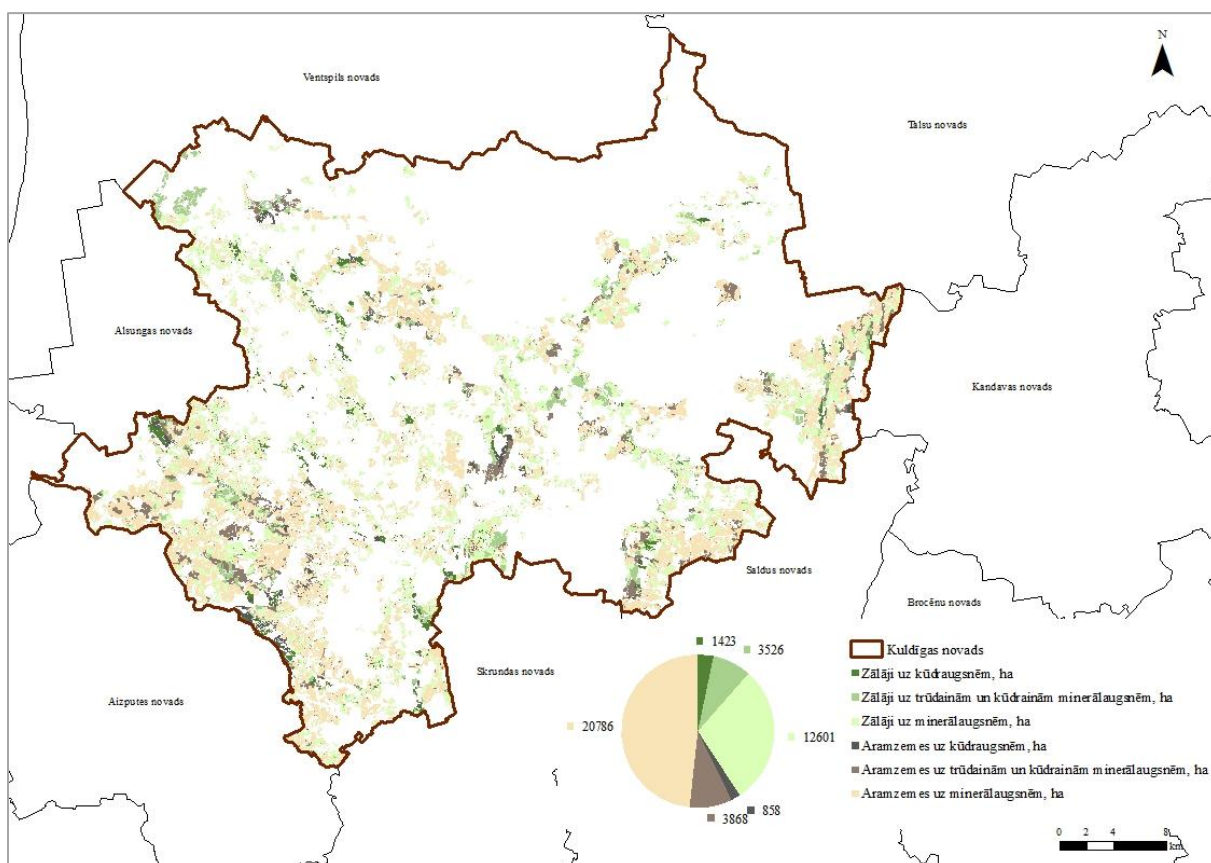 N
Ventspils novads
Talsu novads
Alsungas novads
Kandavas novads
Saldus novads
Brocēnu novads
Skrundas novads
Aizputes novads
1423
3526
12601
858
3868
20786
Kuldīgas novads
Zālāji uz kūdraugsnēm, ha
Zālāji uz trūdainām un kūdrainām minerālaugsnēm, ha
Zālāji uz minerālaugsnēm, ha
Aramzemes uz kūdraugsnēm, ha
Aramzemes uz trūdainām un kūdrainām minerālaugsnēm, ha
Aramzemes uz minerālaugsnēm, ha
0 2 4 8
km